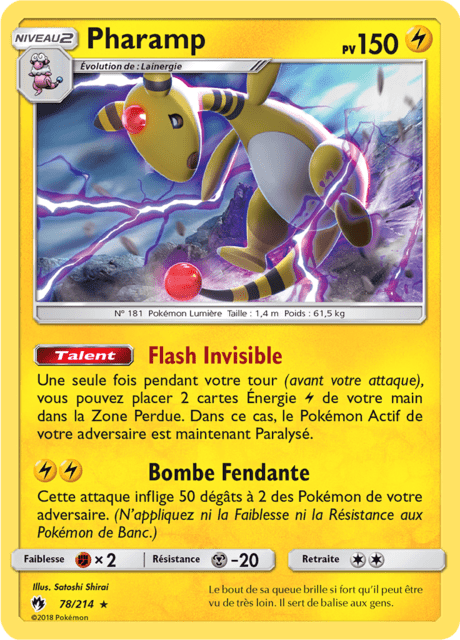 NIVEAU2 Pharamp PV150
Évolution de : Lainergie
N° 181 Pokémon Lumière Taille : 1,4 m Poids : 61,5 kg
Talent Flash Invisible
Une seule fois pendant votre tour (avant votre attaque),
vous pouvez placer 2 cartes Énergie de votre main
dans la Zone Perdue. Dans ce cas, le Pokémon Actif de
votre adversaire est maintenant Paralysé.
Bombe Fendante
Cette attaque inflige 50 dégâts à 2 des Pokémon de votre
adversaire. (N'appliquez ni la Faiblesse ni la Résistance aux
Pokémon de Banc.)
Faiblesse ×2 Résistance -20 Retraite
Illus. Satoshi Shirai
78/214 ★
©2018 Pokémon
Le bout de sa queue brille si fort qu'il peut être
vu de très loin. Il sert de balise aux gens.